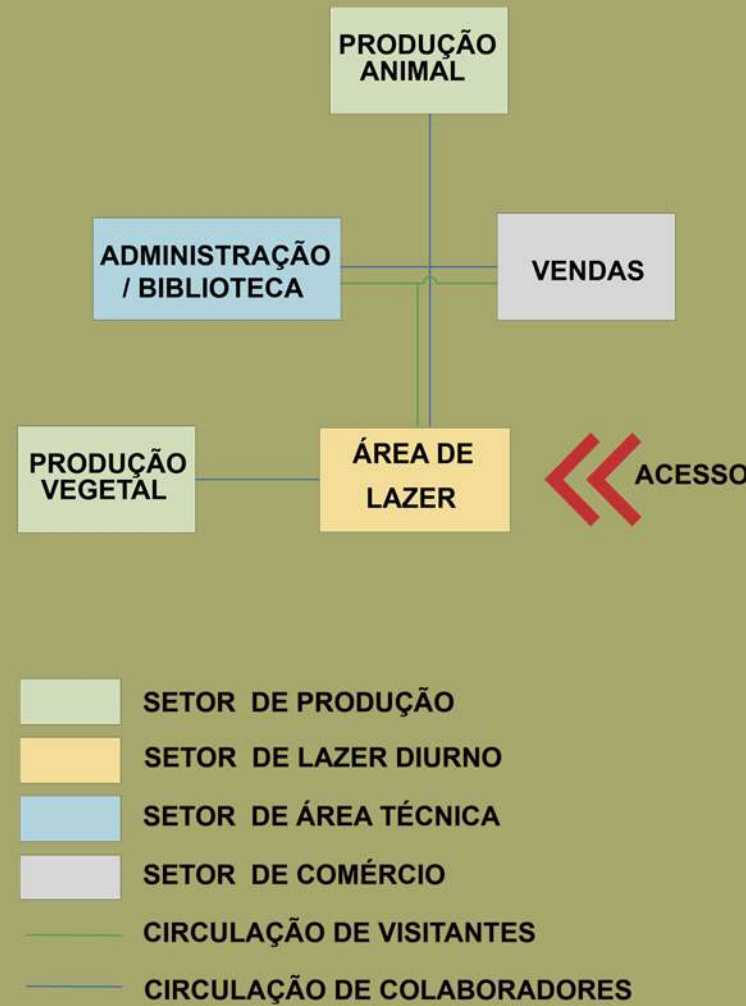 PRODUÇÃO
ANIMAL
ADMINISTRAÇÃO
/ BIBLIOTECA
VENDAS
PRODUÇÃO
VEGETAL
ÁREA DE
LAZER
ACESSO
SETOR DE PRODUÇÃO
SETOR DE LAZER DIURNO
SETOR DE ÁREA TÉCNICA
SETOR DE COMÉRCIO
CIRCULAÇÃO DE VISITANTES
CIRCULAÇÃO DE COLABORADORES